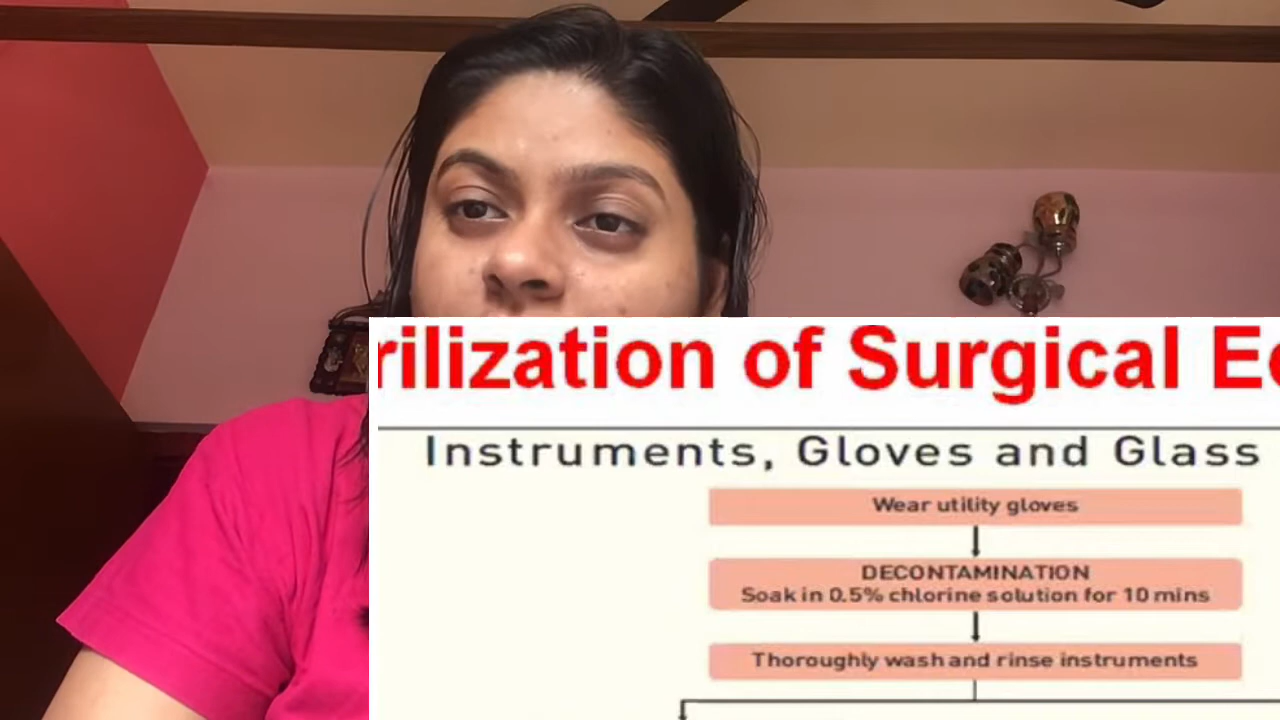 rilization of Surgical
Instruments, Gloves and Glass
Wear utility gloves
DECONTAMINATION
Soak in 0.5% chlorine solution for 10 mins
Thoroughly wash and rinse instruments